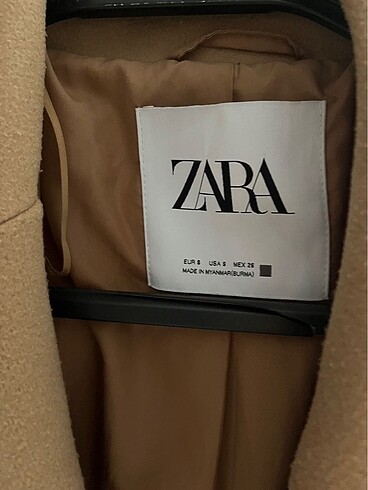 ZARA
EUR S USA S MEX 26
MADE IN MYANMAR(BURMA)